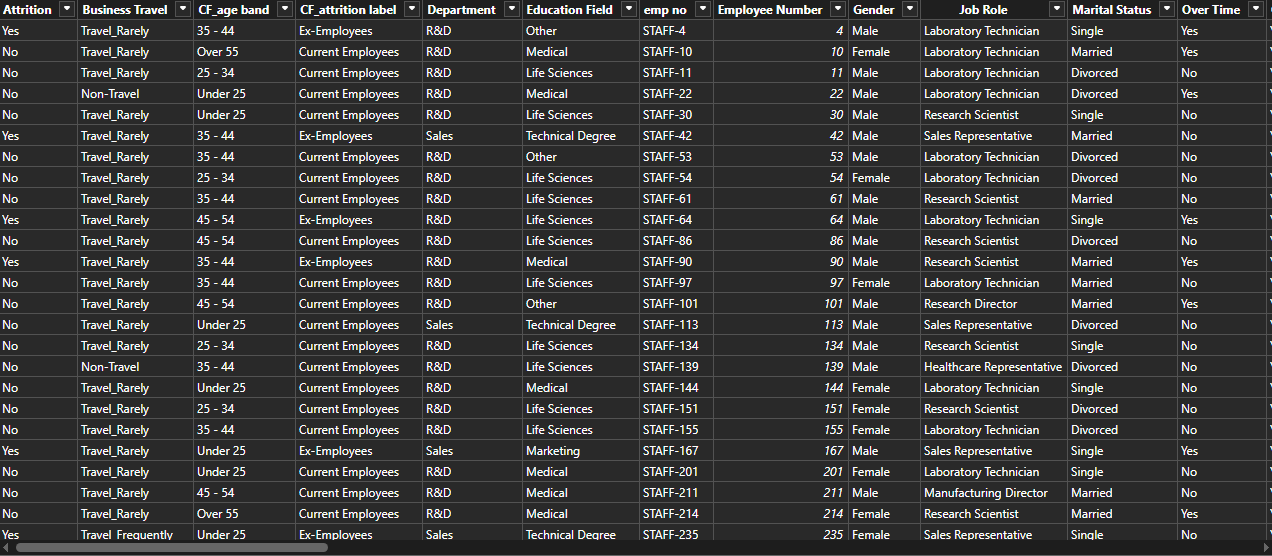 Attrition Business Travel CF_age band CF_attrition label Department Education Field emp no Employee Number Gender Job Role Marital Status Over Time
Yes Travel_Rarely 35 - 44 Ex-Employees R&D Other STAFF-4 4 Male Laboratory Technician Single Yes
No Travel_Rarely Over 55 Current Employees R&D Medical STAFF-10 10 Female Laboratory Technician Married Yes
No Travel_Rarely 25 - 34 Current Employees R&D Life Sciences STAFF-11 11 Male Laboratory Technician Divorced No
No Non-Travel Under 25 Current Employees R&D Medical STAFF-22 22 Male Laboratory Technician Divorced Yes
No Travel_Rarely Under 25 Current Employees R&D Life Sciences STAFF-30 30 Male Research Scientist Single No
Yes Travel_Rarely 35 - 44 Ex-Employees Sales Technical Degree STAFF-42 42 Male Sales Representative Married No
No Travel_Rarely 35 - 44 Current Employees R&D Other STAFF-53 53 Male Laboratory Technician Divorced No
No Travel_Rarely 25 - 34 Current Employees R&D Life Sciences STAFF-54 54 Female Laboratory Technician Divorced No
No Travel_Rarely 35 - 44 Current Employees R&D Life Sciences STAFF-61 61 Male Research Scientist Married No
Yes Travel_Rarely 45 - 54 Ex-Employees R&D Life Sciences STAFF-64 64 Male Laboratory Technician Single Yes
No Travel_Rarely 45 - 54 Current Employees R&D Life Sciences STAFF-86 86 Male Research Scientist Divorced No
Yes Travel_Rarely 35 - 44 Ex-Employees R&D Medical STAFF-90 90 Male Research Scientist Married Yes
No Travel_Rarely 35 - 44 Current Employees R&D Life Sciences STAFF-97 97 Female Laboratory Technician Married No
No Travel_Rarely 45 - 54 Current Employees R&D Other STAFF-101 101 Male Research Director Married Yes
No Travel_Rarely Under 25 Current Employees Sales Technical Degree STAFF-113 113 Male Sales Representative Divorced No
No Travel_Rarely 25 - 34 Current Employees R&D Life Sciences STAFF-134 134 Male Research Scientist Single No
No Non-Travel 35 - 44 Current Employees R&D Life Sciences STAFF-139 139 Male Healthcare Representative Divorced No
No Travel_Rarely Under 25 Current Employees R&D Medical STAFF-144 144 Female Laboratory Technician Single No
No Travel_Rarely 25 - 34 Current Employees R&D Life Sciences STAFF-151 151 Female Research Scientist Divorced No
No Travel_Rarely 35 - 44 Current Employees R&D Life Sciences STAFF-155 155 Female Laboratory Technician Divorced No
Yes Travel_Rarely Under 25 Ex-Employees Sales Marketing STAFF-167 167 Male Sales Representative Single Yes
No Travel_Rarely Under 25 Current Employees R&D Medical STAFF-201 201 Female Laboratory Technician Single No
No Travel_Rarely 45 - 54 Current Employees R&D Medical STAFF-211 211 Male Manufacturing Director Married No
No Travel_Rarely Over 55 Current Employees R&D Medical STAFF-214 214 Female Research Scientist Married Yes
Yes Travel_Frequently Under 25 Ex-Employees Sales Technical Degree STAFF-235 235 Female Sales Representative Single No